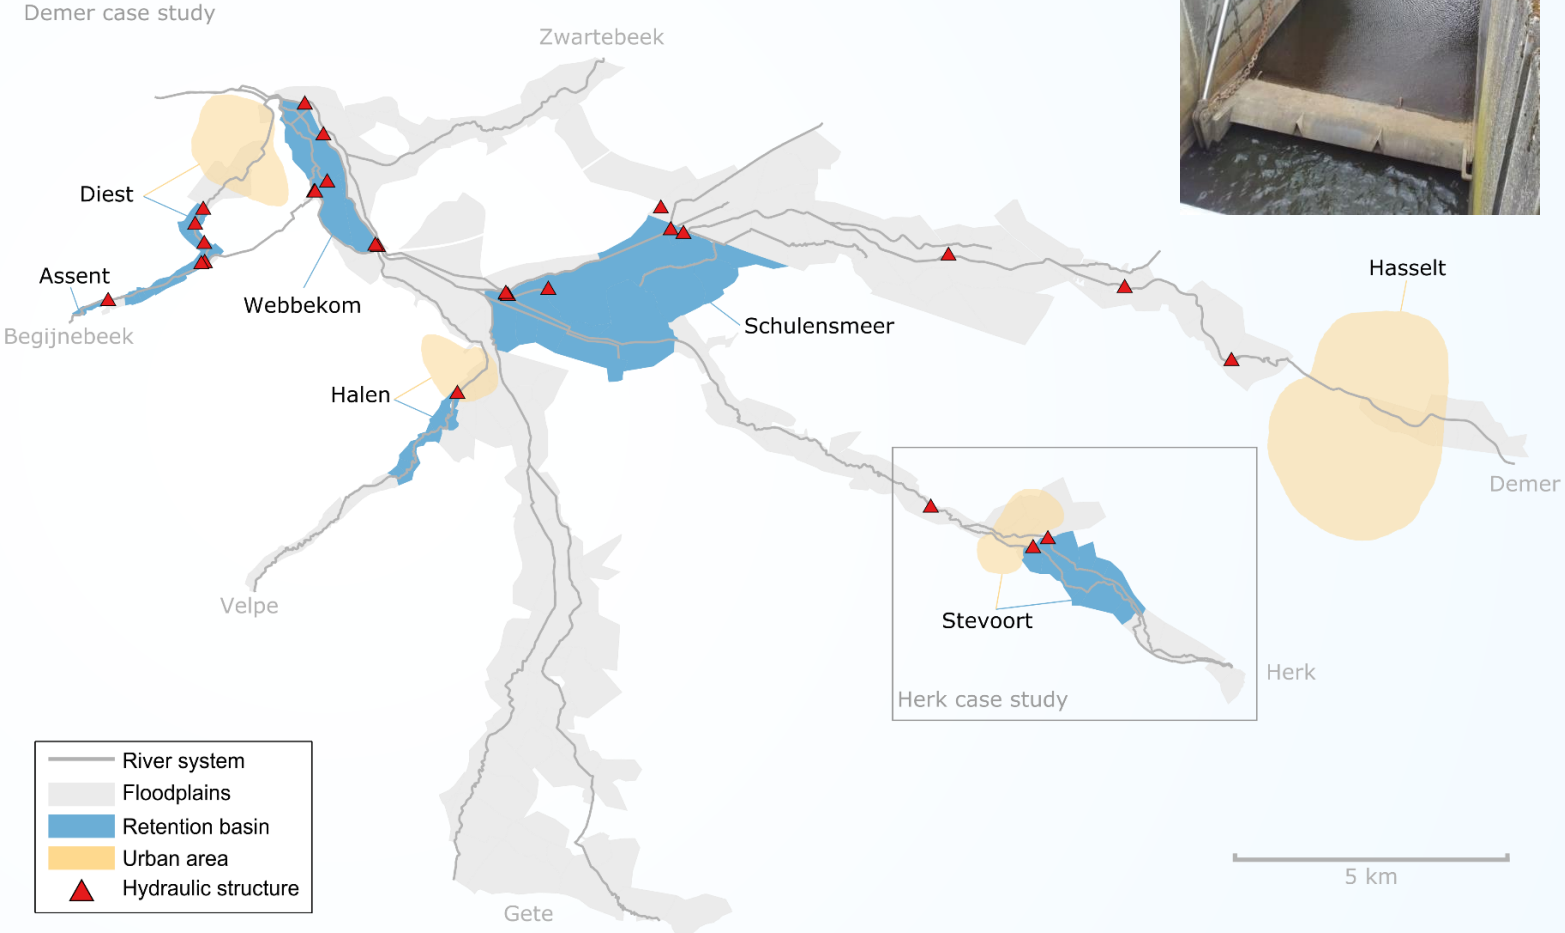 Demer case study
Zwartebeek
Diest
Assent
Begijnebeek
Webbekom
Schulensmeer
Hasselt
Halen
Demer
Velpe
Stevoort
Herk
Herk case study
River system
Floodplains
Retention basin
Urban area
Hydraulic structure
5 km
Gete